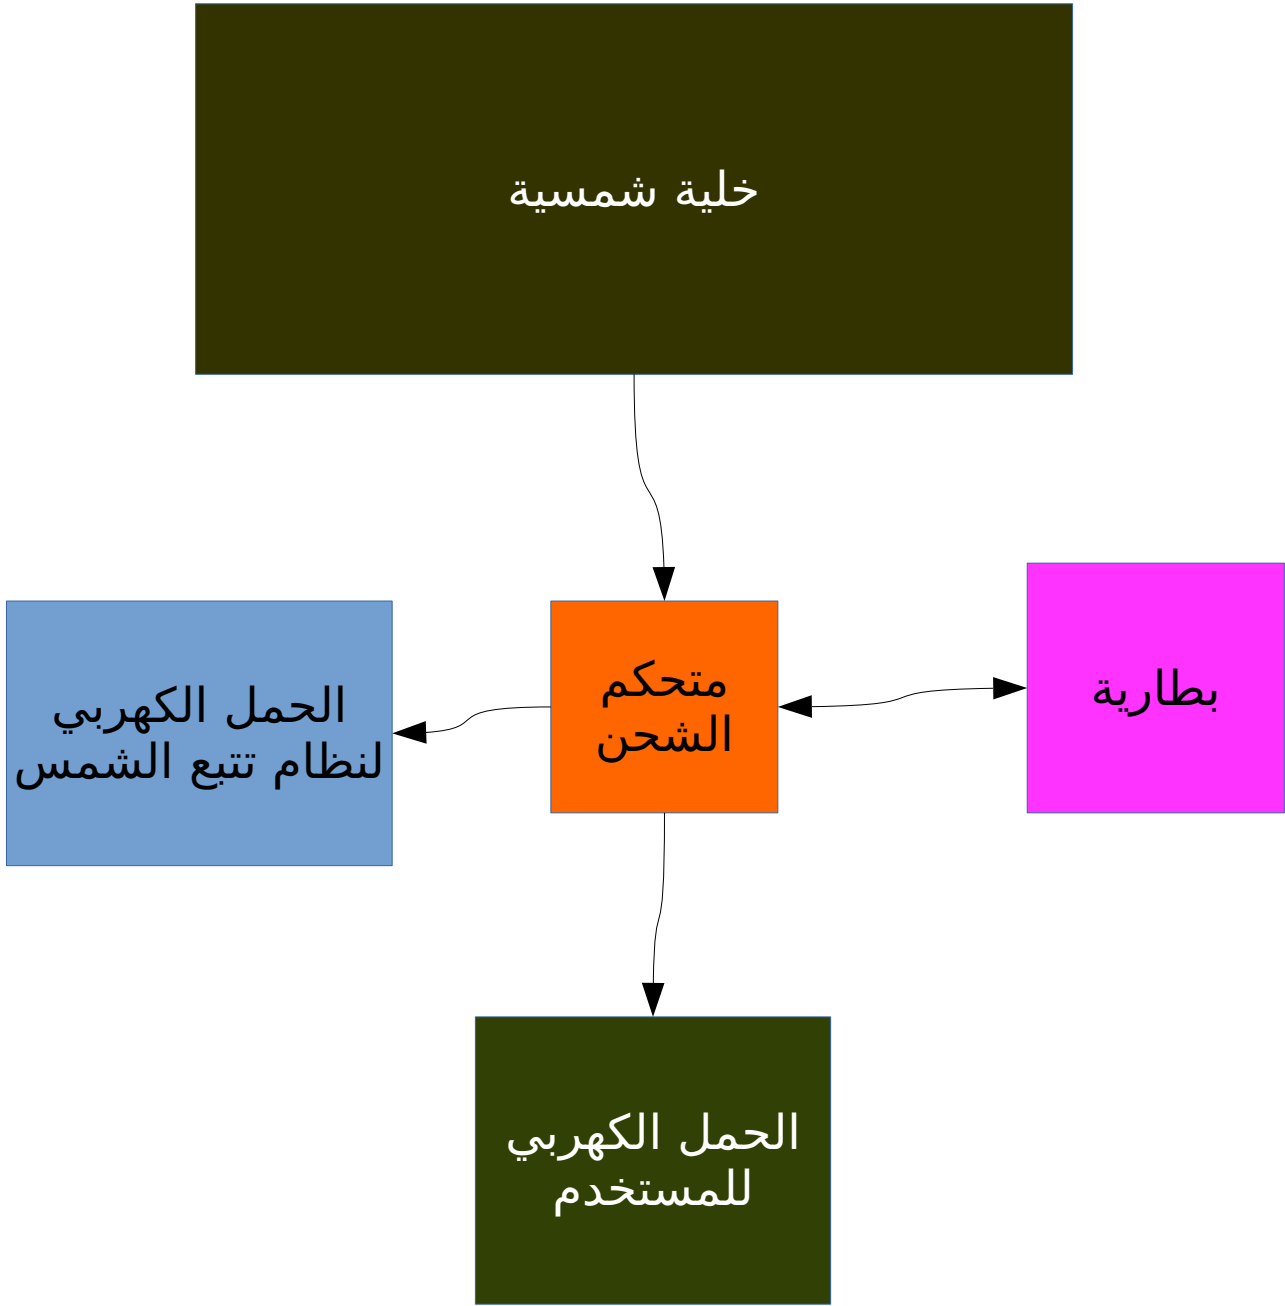 خلية شمسية
بطارية
متحكم
الشحن
الحمل الكهربي
لنظام تتبع الشمس
الحمل الكهربي
للمستخدم